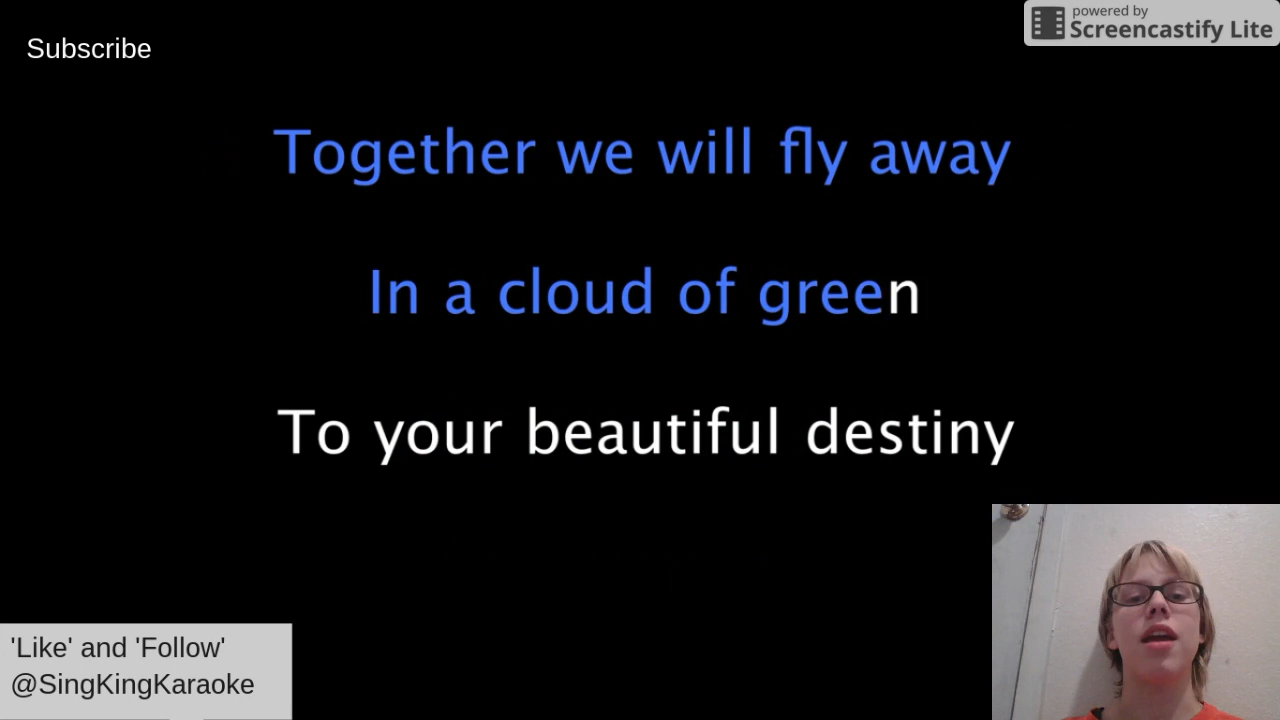 Subscribe
powered by
Screencastify Lite
Together we will fly away
In a cloud of green
To your beautiful destiny
'Like' and 'Follow'
@SingKingKaraoke